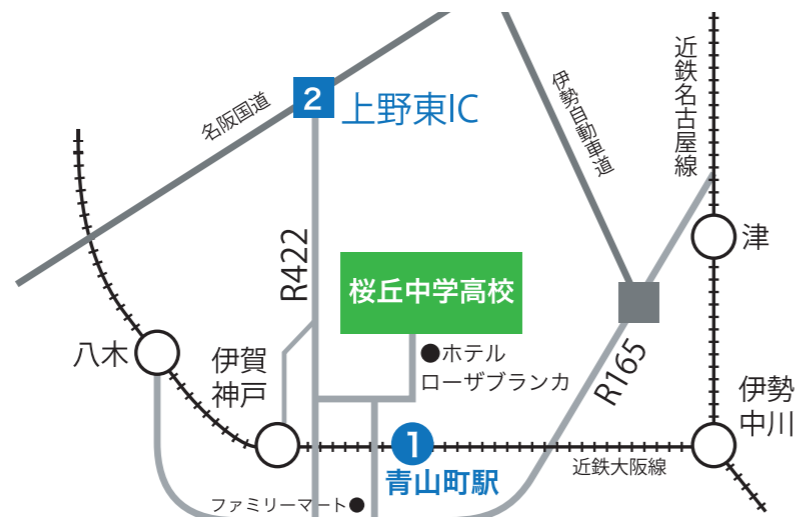 近鉄名古屋線
伊勢自動車道
2
上野東IC
名阪国道
R422
津
桜丘中学高校
八木
伊賀
神戸
●ホテル
ローザブランカ
R165
伊勢
中川
1
青山町駅
近鉄大阪線
ファミリーマート●